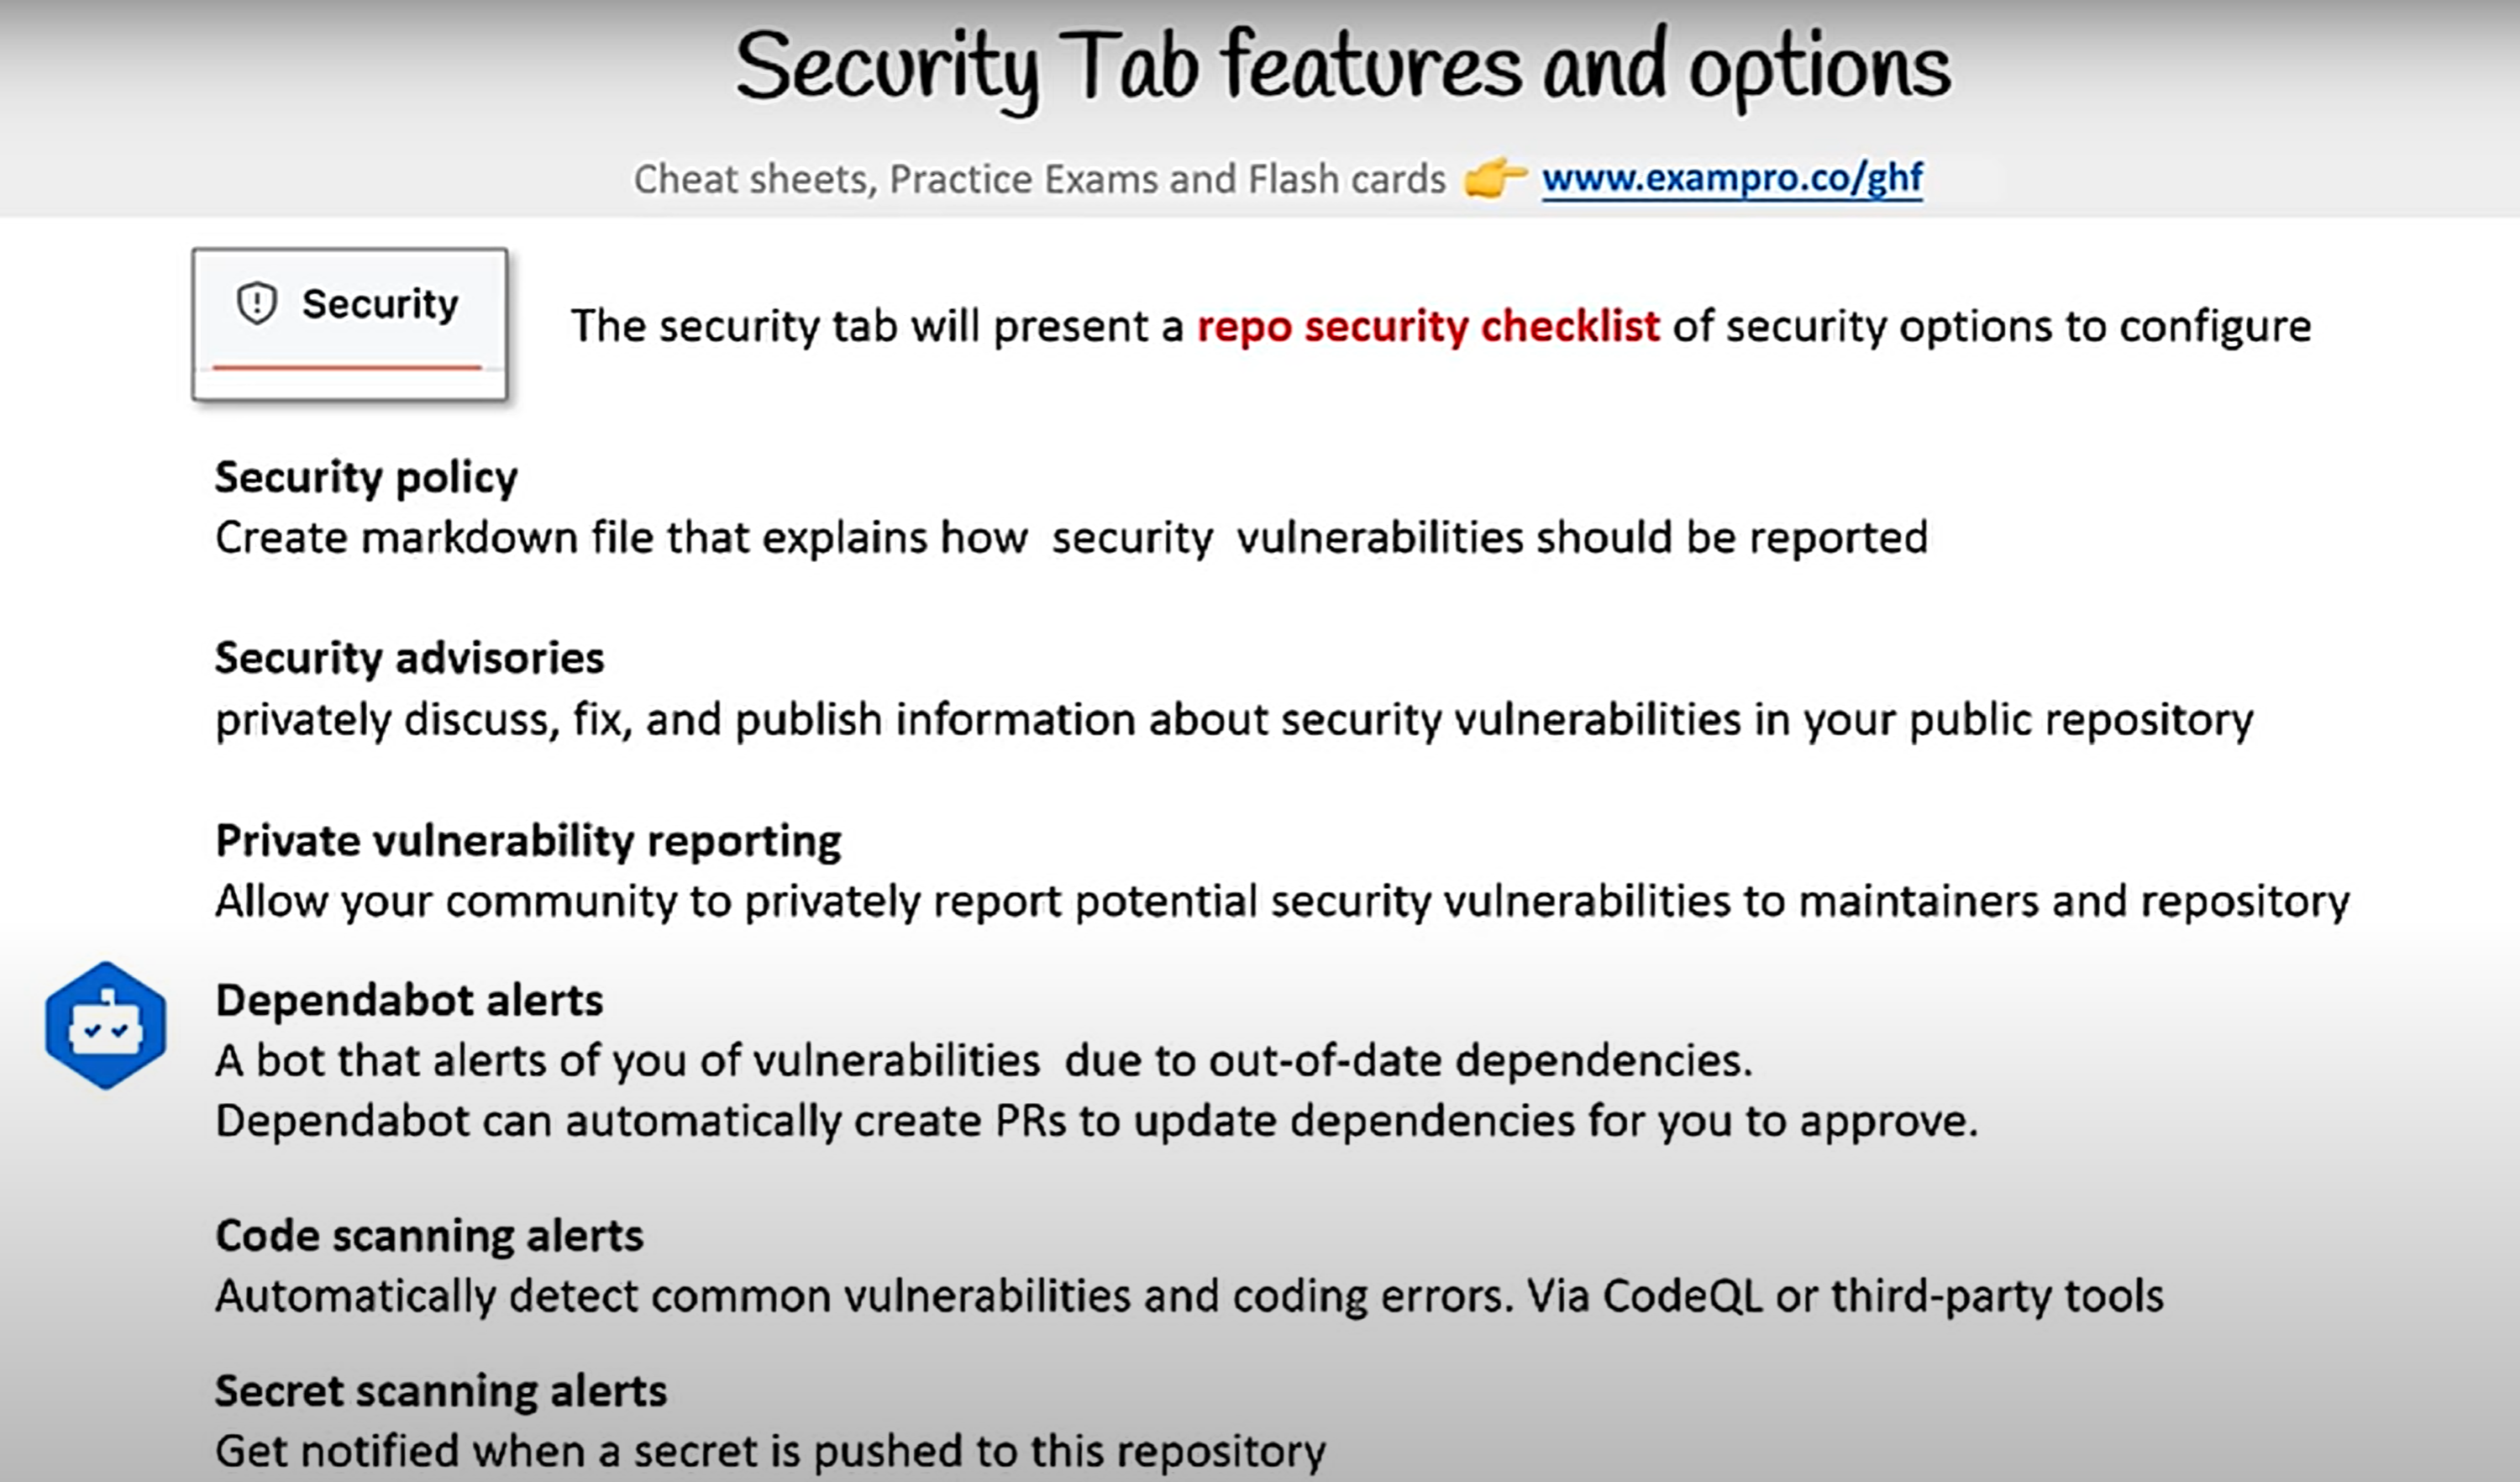 Security Tab features and options
Cheat sheets, Practice Exams and Flash cards 👉 www.exampro.co/ghf
Security
The security tab will present a repo security checklist of security options to configure
Security policy
Create markdown file that explains how security vulnerabilities should be reported
Security advisories
privately discuss, fix, and publish information about security vulnerabilities in your public repository
Private vulnerability reporting
Allow your community to privately report potential security vulnerabilities to maintainers and repository
Dependabot alerts
A bot that alerts of you of vulnerabilities due to out-of-date dependencies.
Dependabot can automatically create PRs to update dependencies for you to approve.
Code scanning alerts
Automatically detect common vulnerabilities and coding errors. Via CodeQL or third-party tools
Secret scanning alerts
Get notified when a secret is pushed to this repository